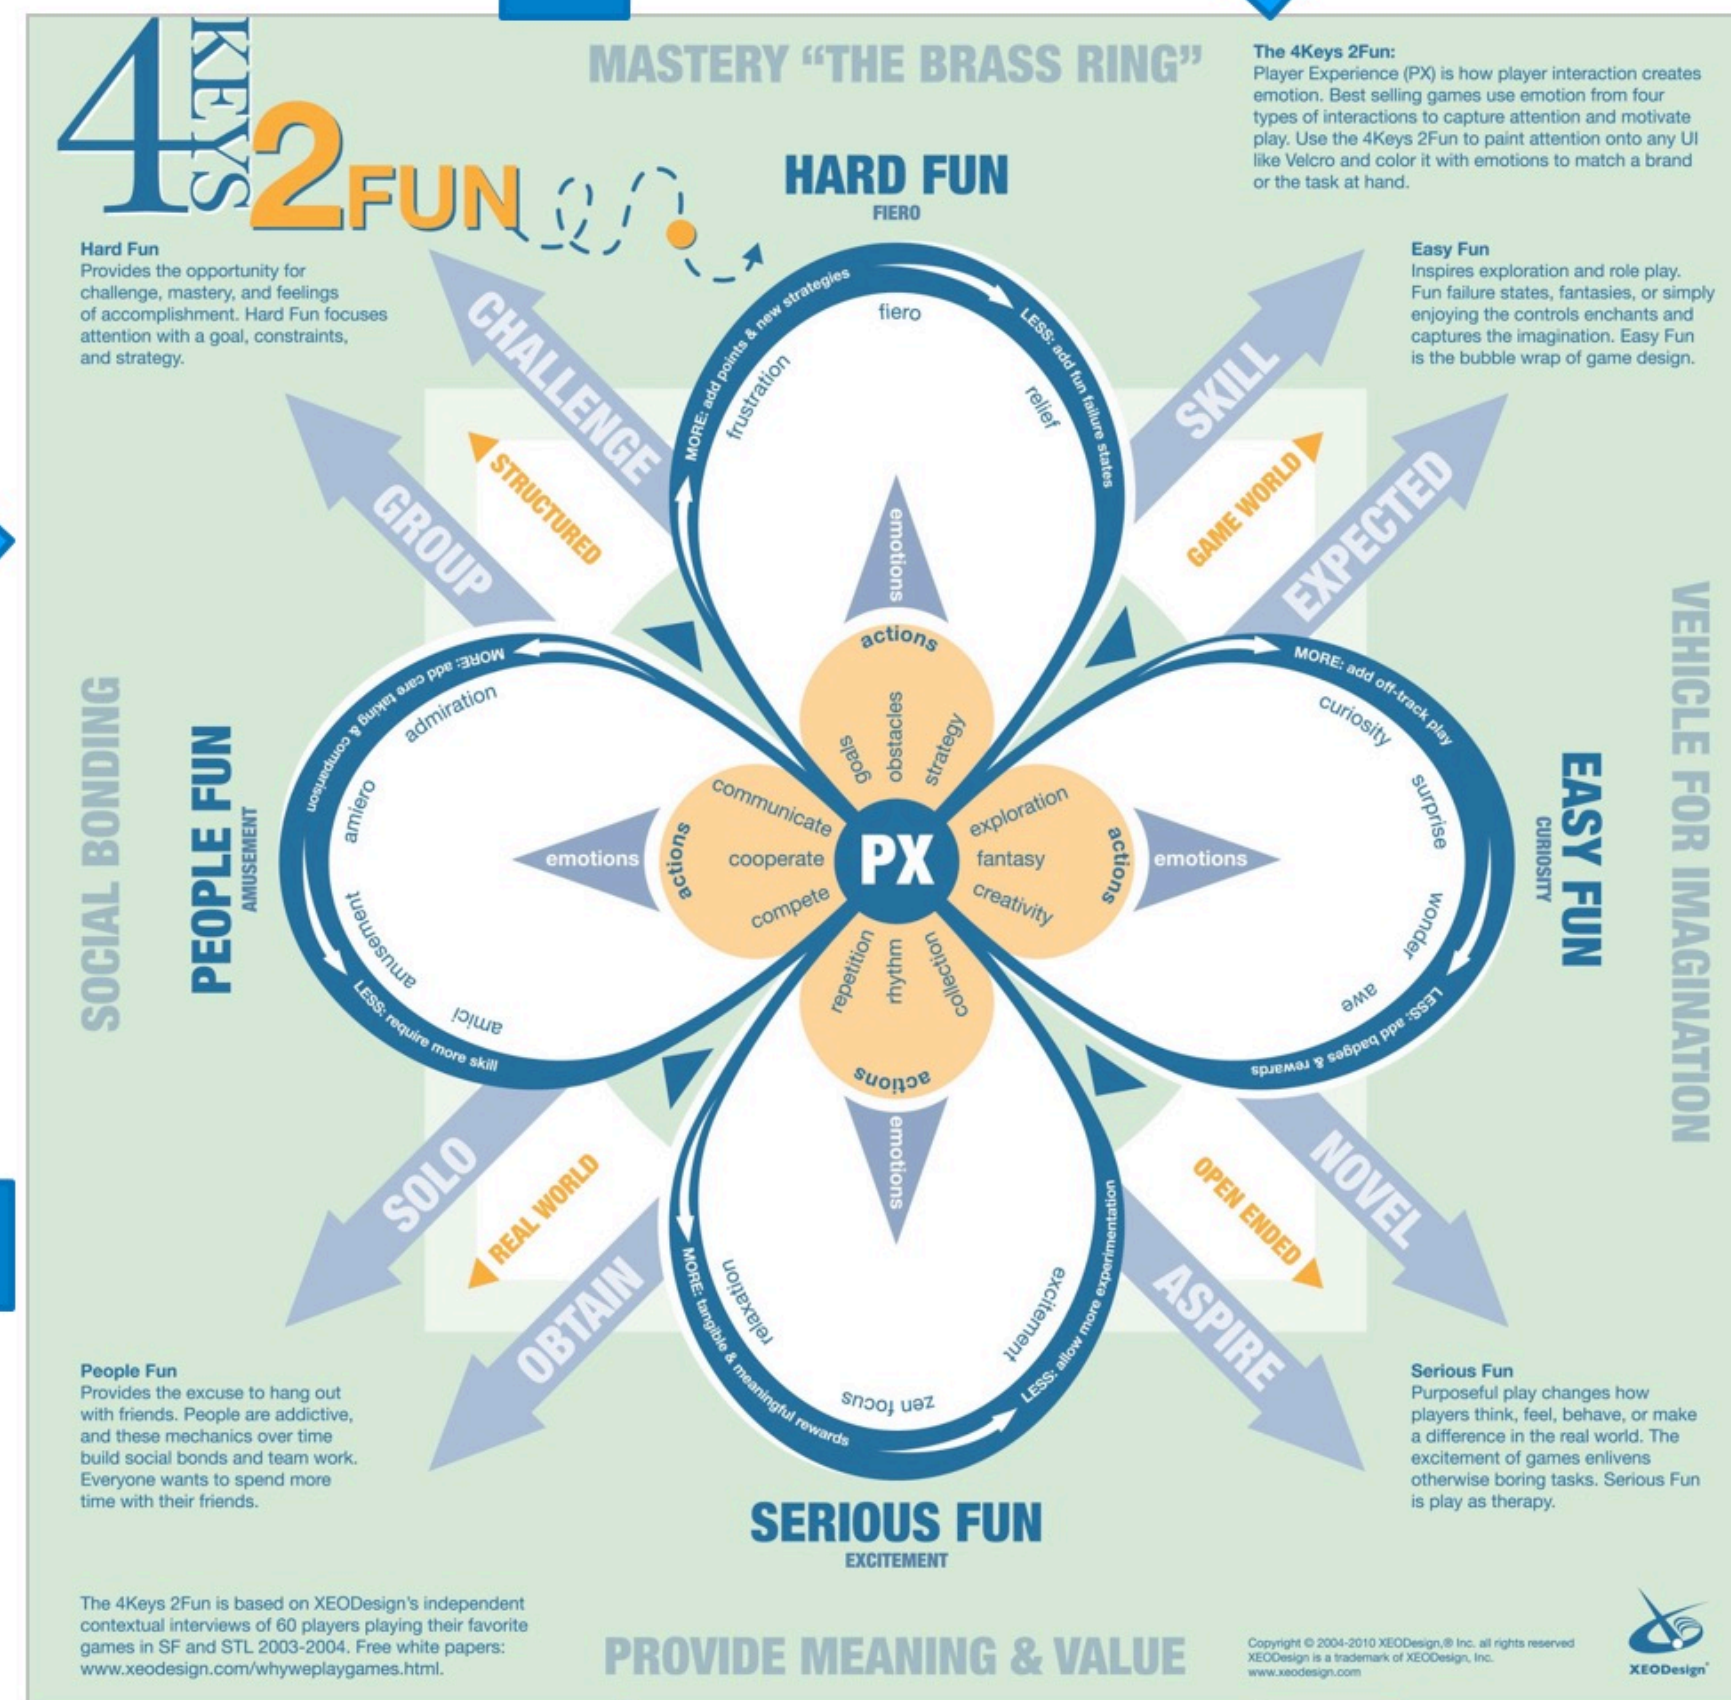 4 KEYS 2FUN
MASTERY “THE BRASS RING”
The 4Keys 2Fun:
Player Experience (PX) is how player interaction creates
emotion. Best selling games use emotion from four
types of interactions to capture attention and motivate
play. Use the 4Keys 2Fun to paint attention onto any UI
like Velcro and color it with emotions to match a brand
or the task at hand.
HARD FUN
FIERO
Hard Fun
Provides the opportunity for
challenge, mastery, and feelings
of accomplishment. Hard Fun focuses
attention with a goal, constraints,
and strategy.
Easy Fun
Inspires exploration and role play.
Fun failure states, fantasies, or simply
enjoying the controls enchants and
captures the imagination. Easy Fun
is the bubble wrap of game design.
CHALLENGE
SKILL
GROUP
EXPECTED
STRUCTURED
GAME WORLD
MORE: add points & new strategies
LESS: add fun failure states
frustration
fiero
relief
emotions
actions
goals
obstacles
strategy
SOCIAL BONDING
PEOPLE FUN
AMUSEMENT
MORE: add care taking & comparison
LESS: require more skill
admiration
amiero
amusement
amici
emotions
actions
communicate
cooperate
compete
PX
exploration
fantasy
creativity
actions
emotions
MORE: add off-track play
LESS: add badges & rewards
curiosity
surprise
wonder
awe
EASY FUN
CURIOSITY
VEHICLE FOR IMAGINATION
repetition
rhythm
collection
actions
emotions
MORE: tangible & meaningful rewards
LESS: allow more experimentation
relaxation
zen focus
excitement
SOLO
NOVEL
REAL WORLD
OPEN ENDED
OBTAIN
ASPIRE
People Fun
Provides the excuse to hang out
with friends. People are addictive,
and these mechanics over time
build social bonds and team work.
Everyone wants to spend more
time with their friends.
Serious Fun
Purposeful play changes how
players think, feel, behave, or make
a difference in the real world. The
excitement of games enlivens
otherwise boring tasks. Serious Fun
is play as therapy.
SERIOUS FUN
EXCITEMENT
The 4Keys 2Fun is based on XEODesign’s independent
contextual interviews of 60 players playing their favorite
games in SF and STL 2003-2004. Free white papers:
www.xeodesign.com/whyweplaygames.html.
PROVIDE MEANING & VALUE
Copyright © 2004-2010 XEODesign,® Inc. all rights reserved
XEODesign is a trademark of XEODesign, Inc.
www.xeodesign.com
XEODesign®